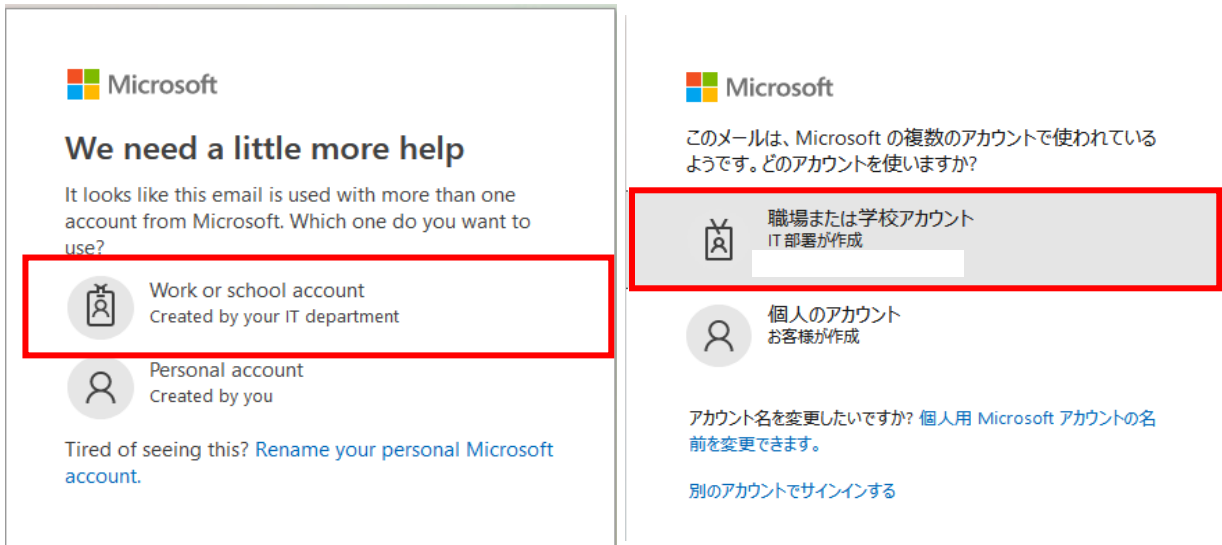 Microsoft
We need a little more help
It looks like this email is used with more than one
account from Microsoft. Which one do you want to
use?
Work or school account
Created by your IT department
Personal account
Created by you
Tired of seeing this? Rename your personal Microsoft
account.
Microsoft
このメールは、Microsoft の複数のアカウントで使われている
ようです。どのアカウントを使いますか?
職場または学校アカウント
IT 部署が作成
個人のアカウント
お客様が作成
アカウント名を変更したいですか? 個人用 Microsoft アカウントの名
前を変更できます。
別のアカウントでサインインする